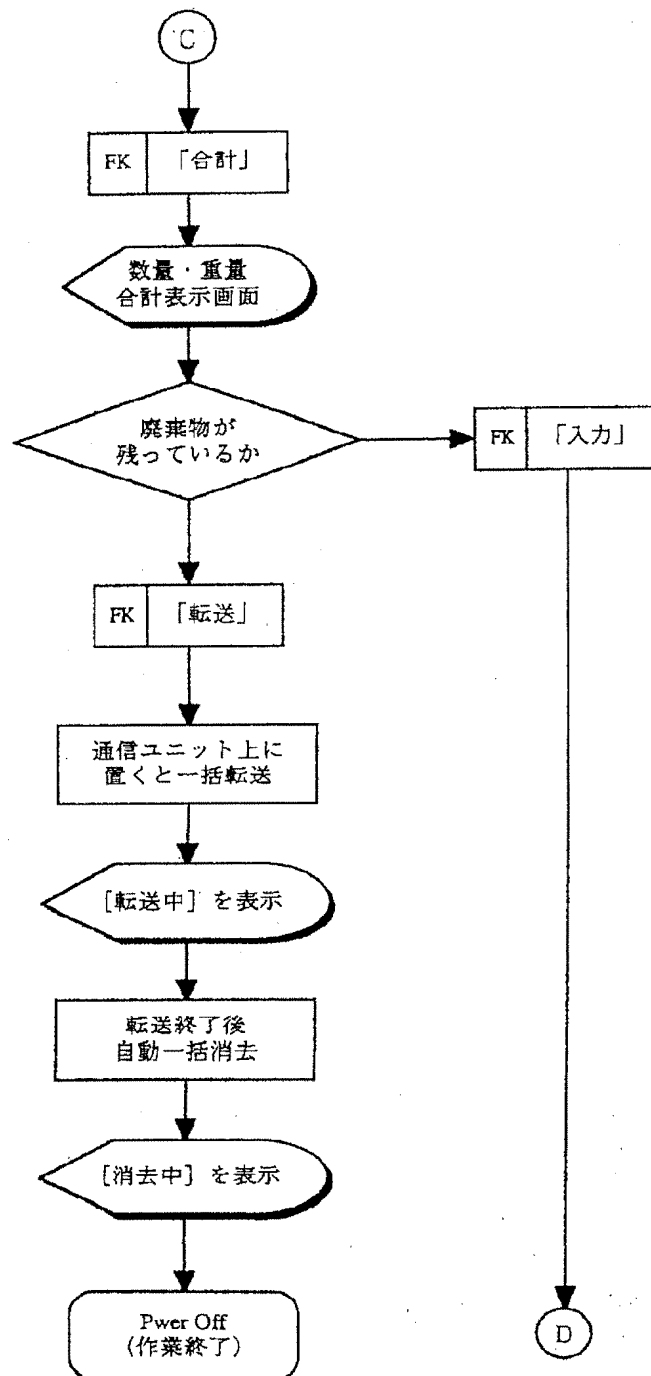 C
FK 「合計」
数量・重量
合計表示画面
廃棄物が
残っているか
FK 「入力」
FK 「転送」
通信ユニット上に
置くと一括転送
[転送中] を表示
転送終了後
自動一括消去
[消去中] を表示
Pwer Off
(作業終了)
D